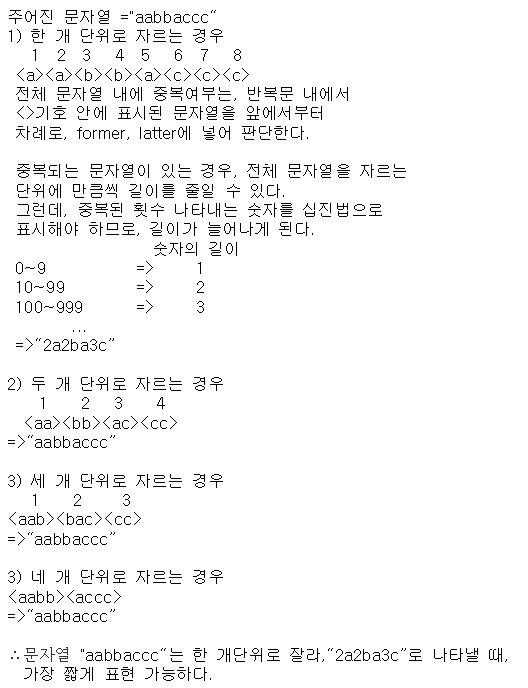 주어진 문자열 ="aabbaccc“
1) 한 개 단위로 자르는 경우
1 2 3 4 5 6 7 8
<a><a><b><b><a><c><c><c>
전체 문자열 내에 중복여부는, 반복문 내에서
<>기호 안에 표시된 문자열을 앞에서부터
차례로, former, latter에 넣어 판단한다.
중복되는 문자열이 있는 경우, 전체 문자열을 자르는
단위에 만큼씩 길이를 줄일 수 있다.
그런데, 중복된 횟수 나타내는 숫자를 십진법으로
표시해야 하므로, 길이가 늘어나게 된다.
숫자의 길이
0~9 => 1
10~99 => 2
100~999 => 3
...
=>“2a2ba3c”
2) 두 개 단위로 자르는 경우
1 2 3 4
<aa><bb><ac><cc>
=>“aabbaccc”
3) 세 개 단위로 자르는 경우
1 2 3
<aab><bac><cc>
=>“aabbaccc”
3) 네 개 단위로 자르는 경우
<aabb><accc>
=>“aabbaccc”
∴문자열 "aabbaccc“는 한 개단위로 잘라,“2a2ba3c”로 나타낼 때,
가장 짧게 표현 가능하다.